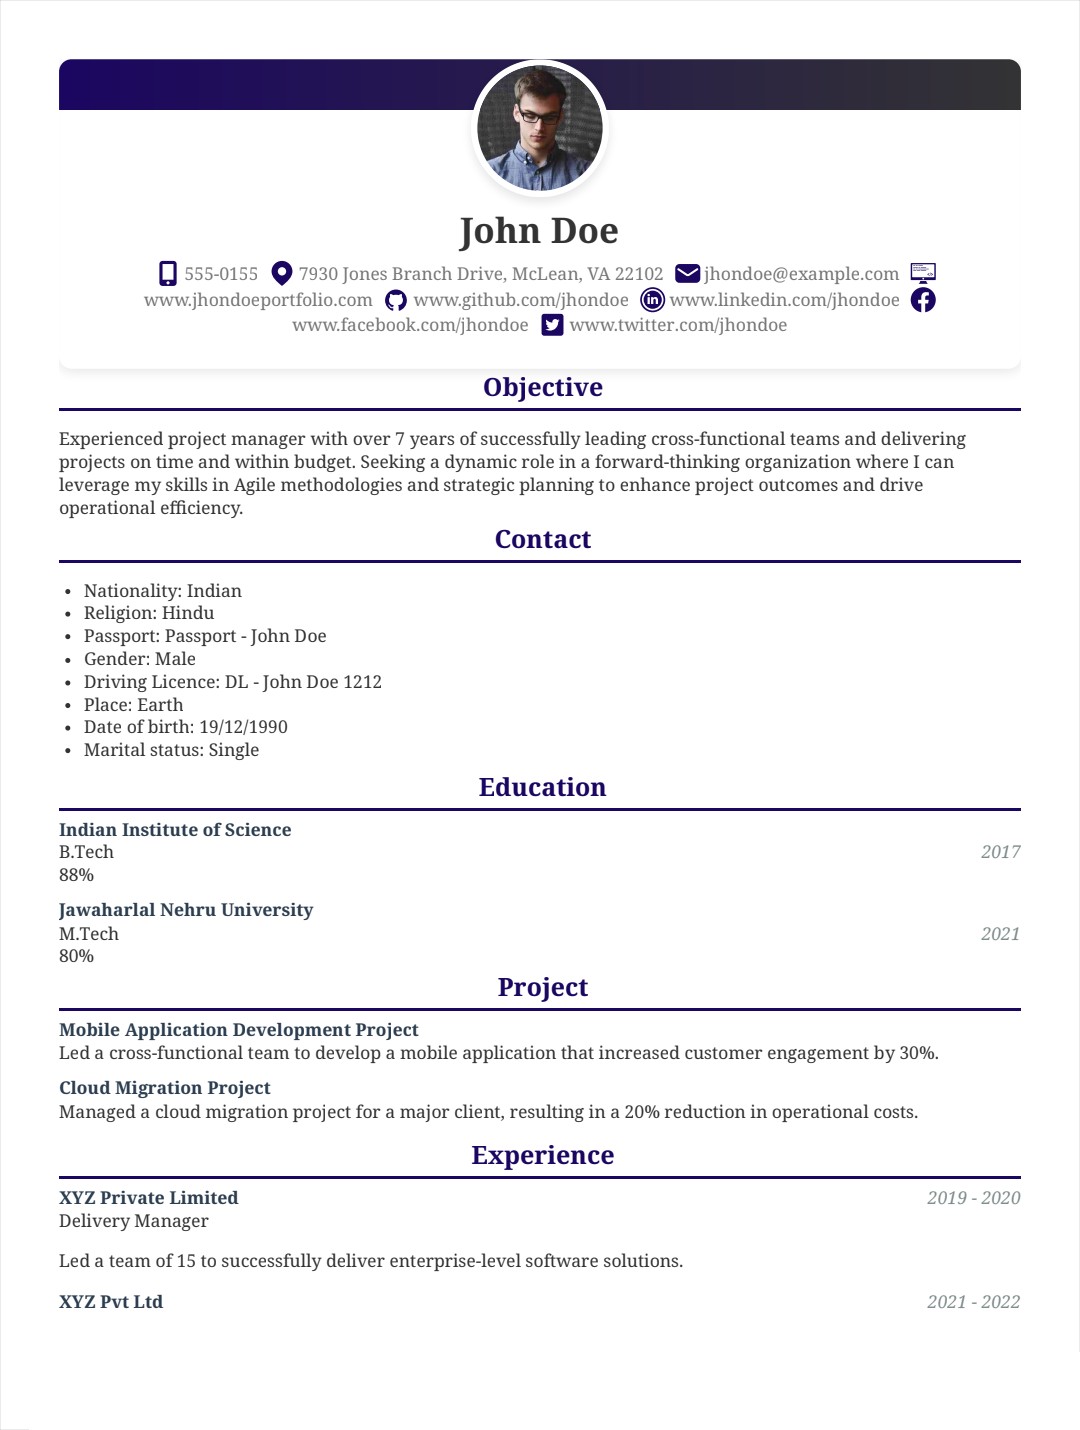 John Doe
555-0155 7930 Jones Branch Drive, McLean, VA 22102 jhondoe@example.com
www.jhondoeportfolio.com www.github.com/jhondoe www.linkedin.com/jhondoe
www.facebook.com/jhondoe www.twitter.com/jhondoe
Objective
Experienced project manager with over 7 years of successfully leading cross-functional teams and delivering
projects on time and within budget. Seeking a dynamic role in a forward-thinking organization where I can
leverage my skills in Agile methodologies and strategic planning to enhance project outcomes and drive
operational efficiency.
Contact
• Nationality: Indian
• Religion: Hindu
• Passport: Passport - John Doe
• Gender: Male
• Driving Licence: DL - John Doe 1212
• Place: Earth
• Date of birth: 19/12/1990
• Marital status: Single
Education
Indian Institute of Science
B.Tech 2017
88%
Jawaharlal Nehru University
M.Tech 2021
80%
Project
Mobile Application Development Project
Led a cross-functional team to develop a mobile application that increased customer engagement by 30%.
Cloud Migration Project
Managed a cloud migration project for a major client, resulting in a 20% reduction in operational costs.
Experience
XYZ Private Limited 2019 - 2020
Delivery Manager
Led a team of 15 to successfully deliver enterprise-level software solutions.
XYZ Pvt Ltd 2021 - 2022